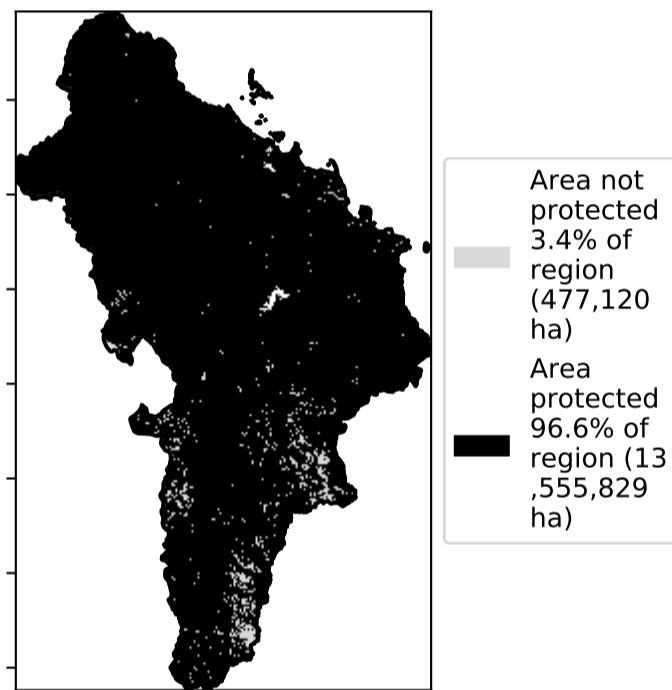 Area not
protected
3.4% of
region
(477,120
ha)
Area
protected
96.6% of
region (13
,555,829
ha)